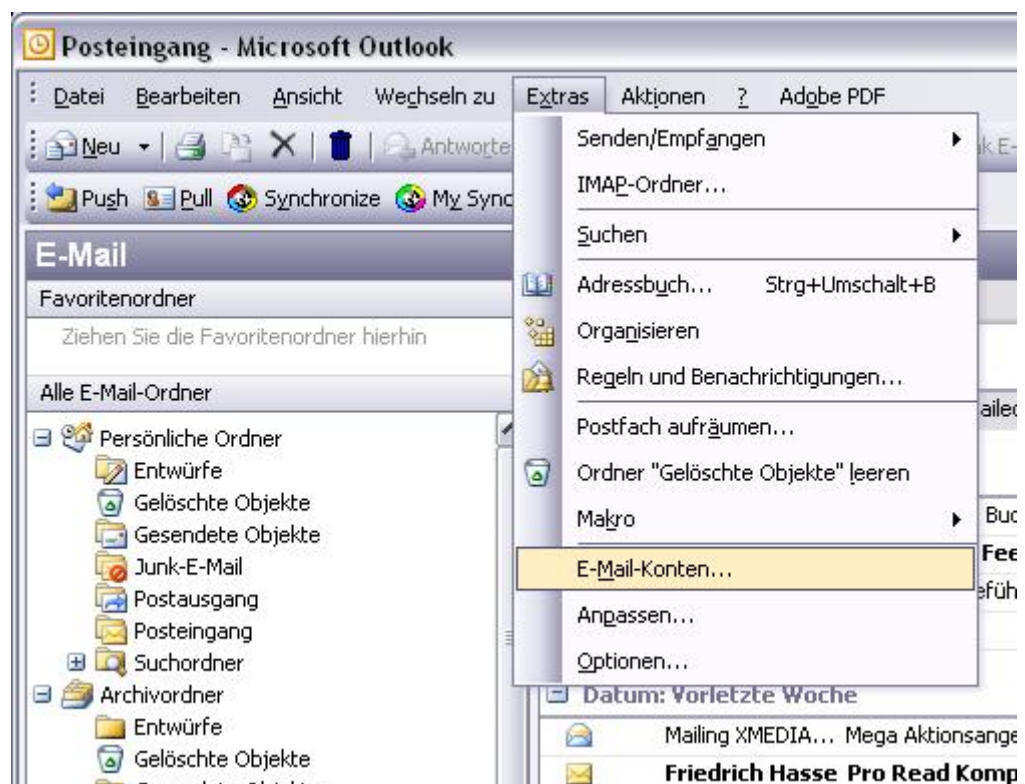 Posteingang - Microsoft Outlook
Datei Bearbeiten Ansicht Wechseln zu Extras Aktionen ? Adobe PDF
Neu
Push Pull Synchronize My
E-Mail
Favoritenordner
Ziehen Sie die Favoritenordner hierhin
Alle E-Mail-Ordner
Persönliche Ordner
Entwürfe
Gelöschte Objekte
Gesendete Objekte
Junk-E-Mail
Postausgang
Posteingang
Suchordner
Archivordner
Entwürfe
Gelöschte Objekte
Senden/Empfangen
IMAP-Ordner...
Suchen
Adressbuch... Strg+Umschalt+B
Organisieren
Regeln und Benachrichtigungen...
Postfach aufräumen...
Ordner "Gelöschte Objekte" leeren
Makro
E-Mail-Konten...
Anpassen...
Optionen...
Datum: Vorletzte Woche
Mailing XMEDIA... Mega
Friedrich Hasse Pro Read